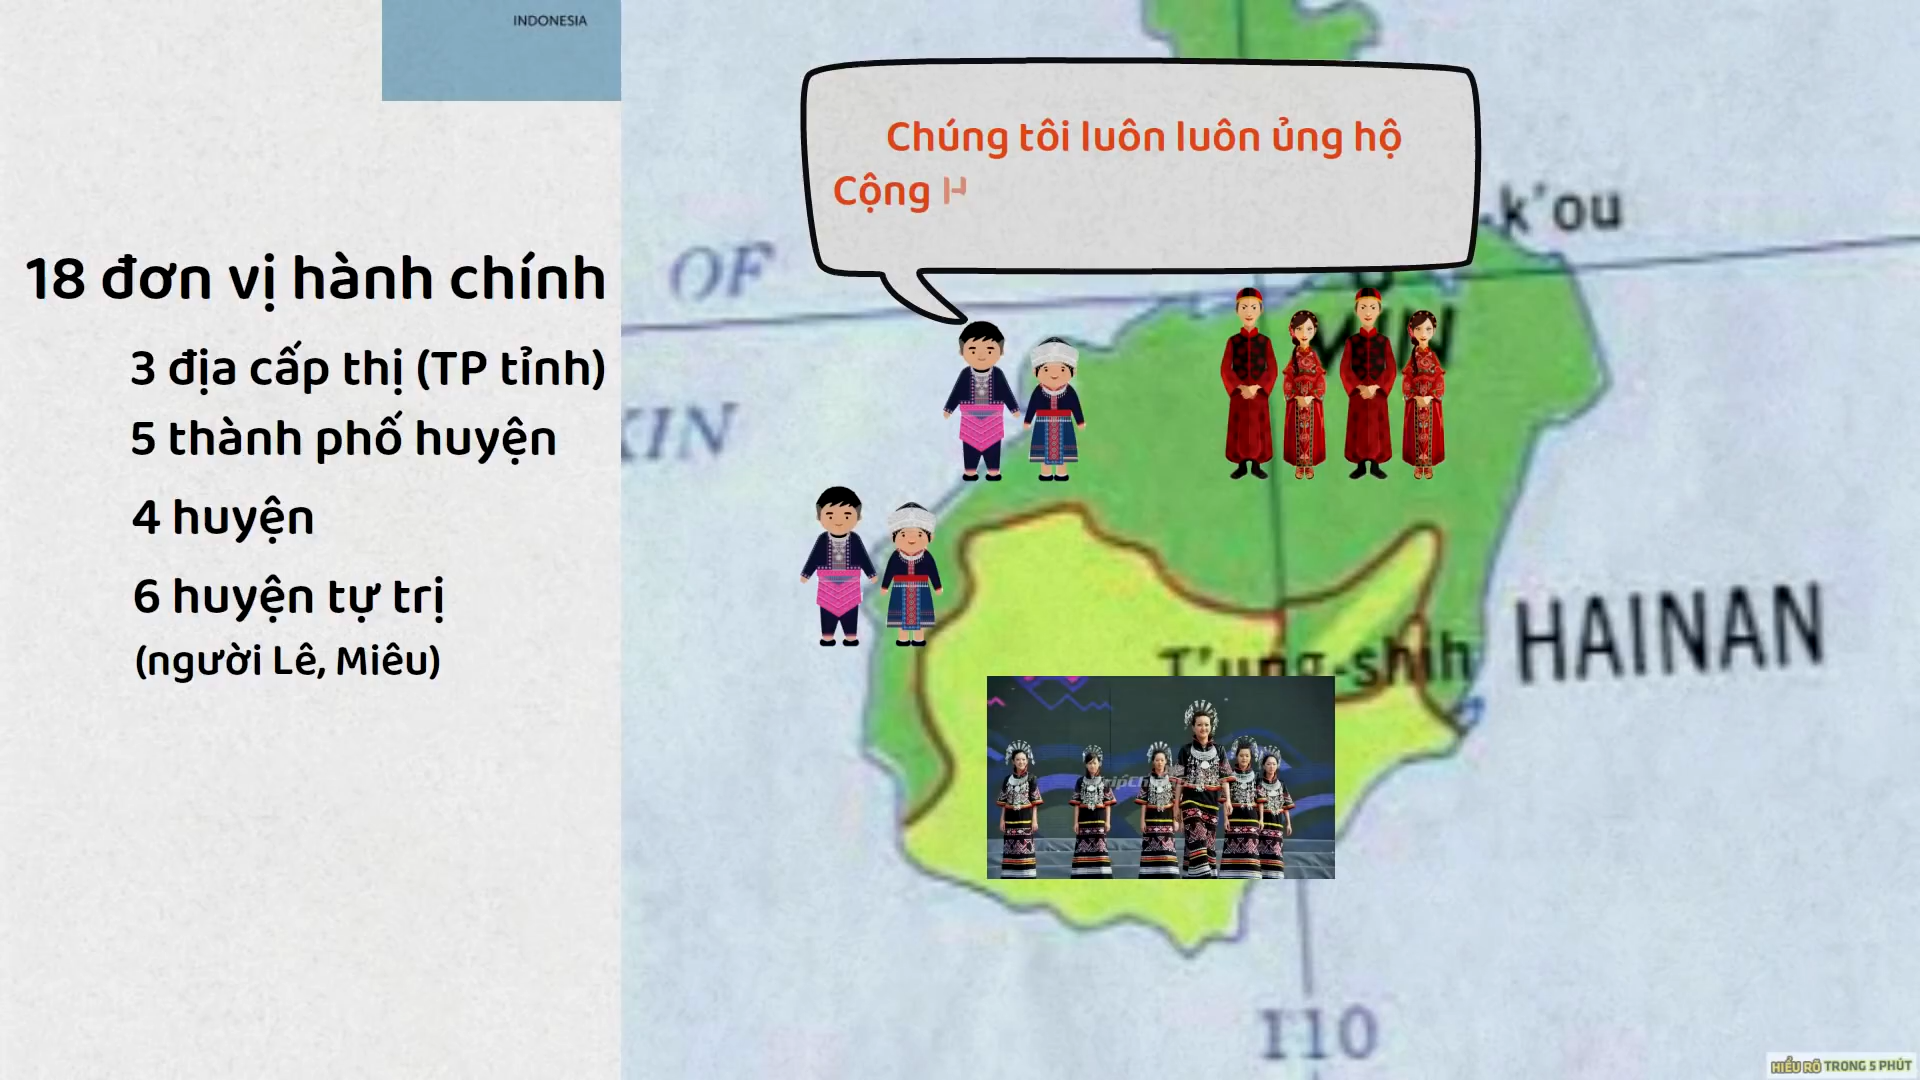 INDONESIA
18 đơn vị hành chính
3 địa cấp thị (TP tỉnh)
5 thành phố huyện
4 huyện
6 huyện tự trị
(người Lê, Miêu)
Chúng tôi luôn luôn ủng hộ
Cộng
-k'ou
OF
KIN
T'ung-shih
HAINAN
110
HIỂU RÕ TRONG 5 PHÚT